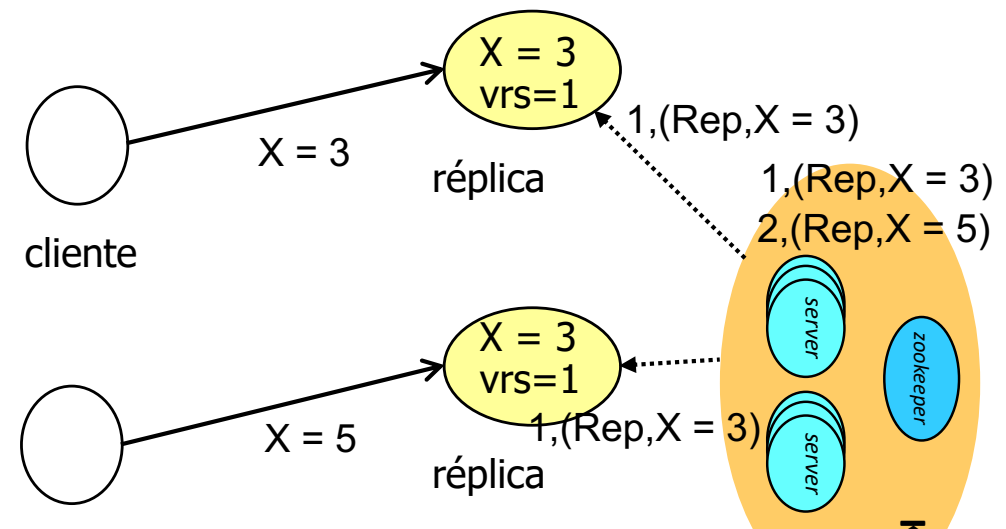 X = 3
vrs=1
1,(Rep,X = 3)
X = 3
réplica
1,(Rep,X = 3)
2,(Rep,X = 5)
cliente
server
zookeeper
X = 3
vrs=1
X = 5
1,(Rep,X = 3)
server
réplica